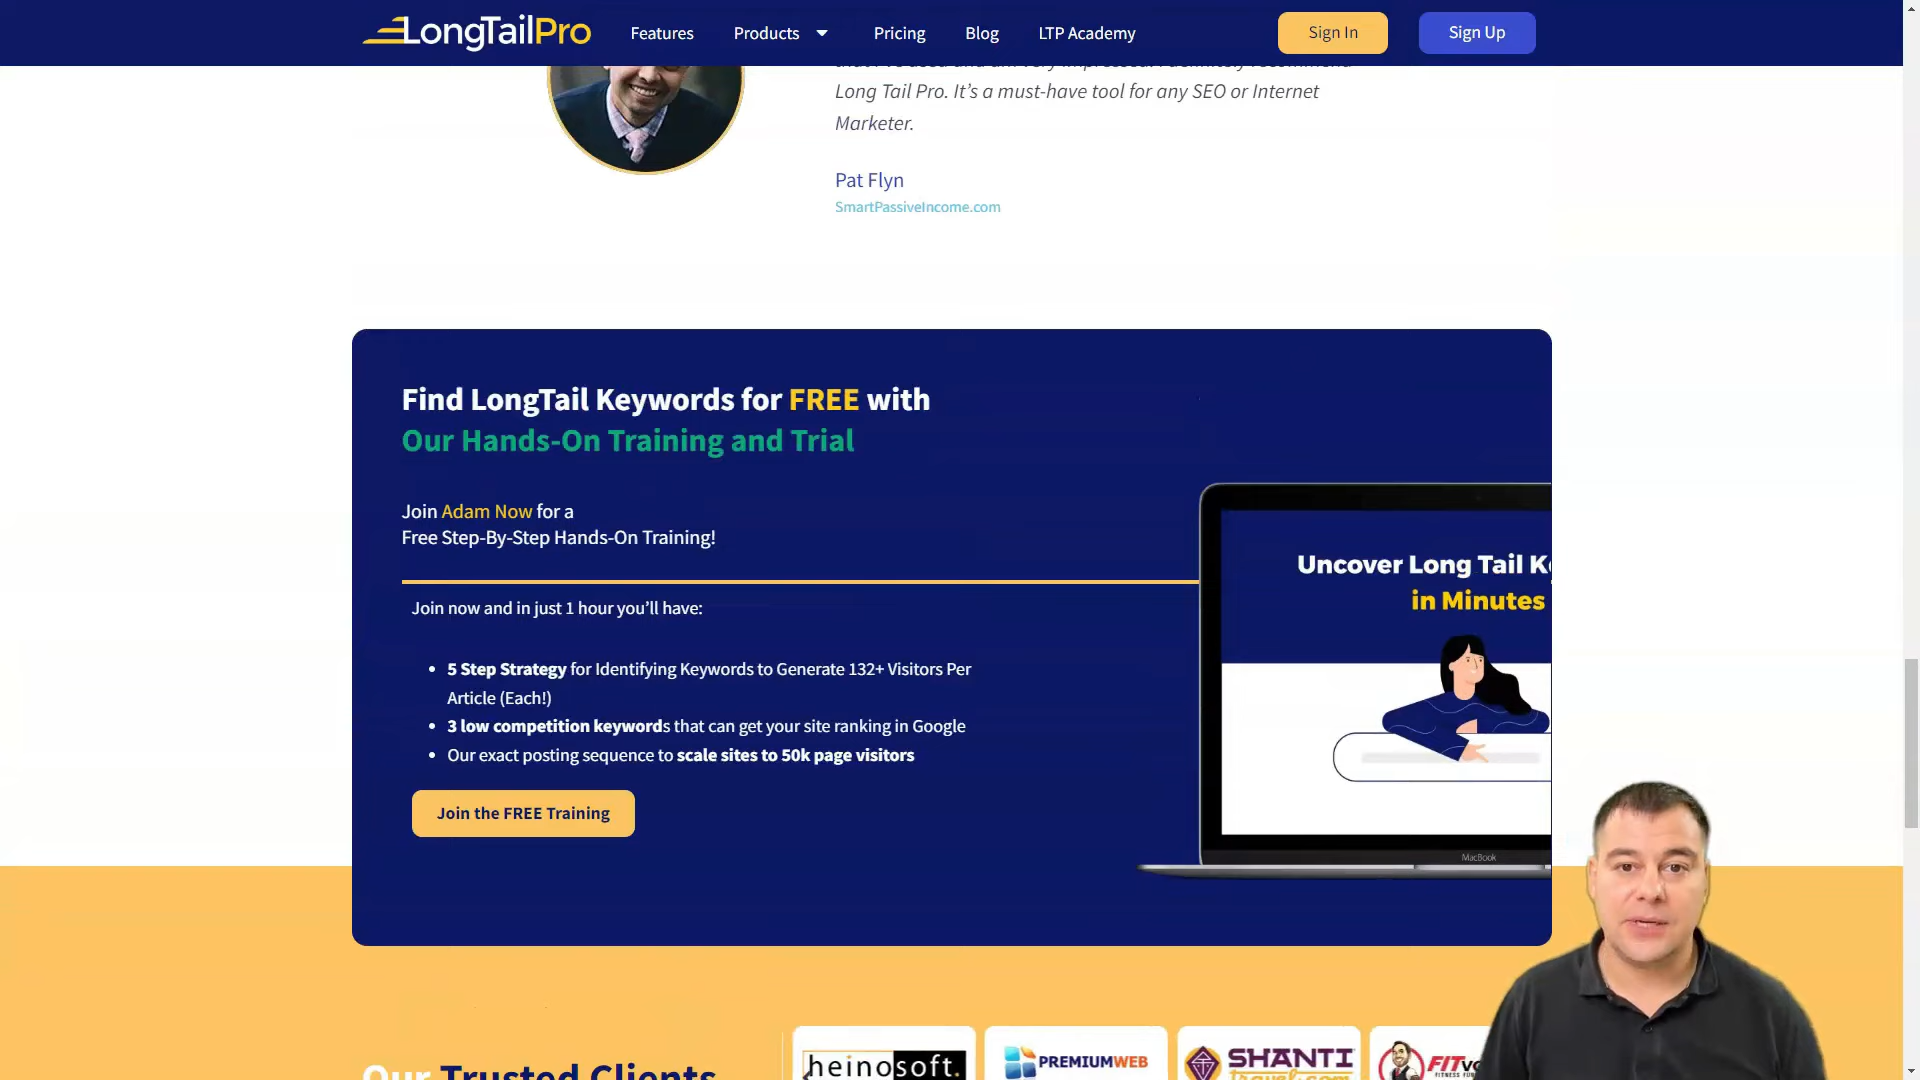 LongTailPro
Features
Products
Pricing
Blog
LTP Academy
Sign In
Sign Up
Long Tail Pro. It's a must-have tool for any SEO or Internet
Marketer.
Pat Flyn
SmartPassiveIncome.com
Find LongTail Keywords for FREE with
Our Hands-On Training and Trial
Join Adam Now for a
Free Step-By-Step Hands-On Training!
Join now and in just 1 hour you'll have:
5 Step Strategy for Identifying Keywords to Generate 132+ Visitors Per
Article (Each!)
3 low competition keywords that can get your site ranking in Google
Our exact posting sequence to scale sites to 50k page visitors
Join the FREE Training
Uncover Long Tail K
in Minutes
MacBook
Our Trusted Clients
heinosoft.
PREMIUMWEB
SHANTI
travel.com
FITvo